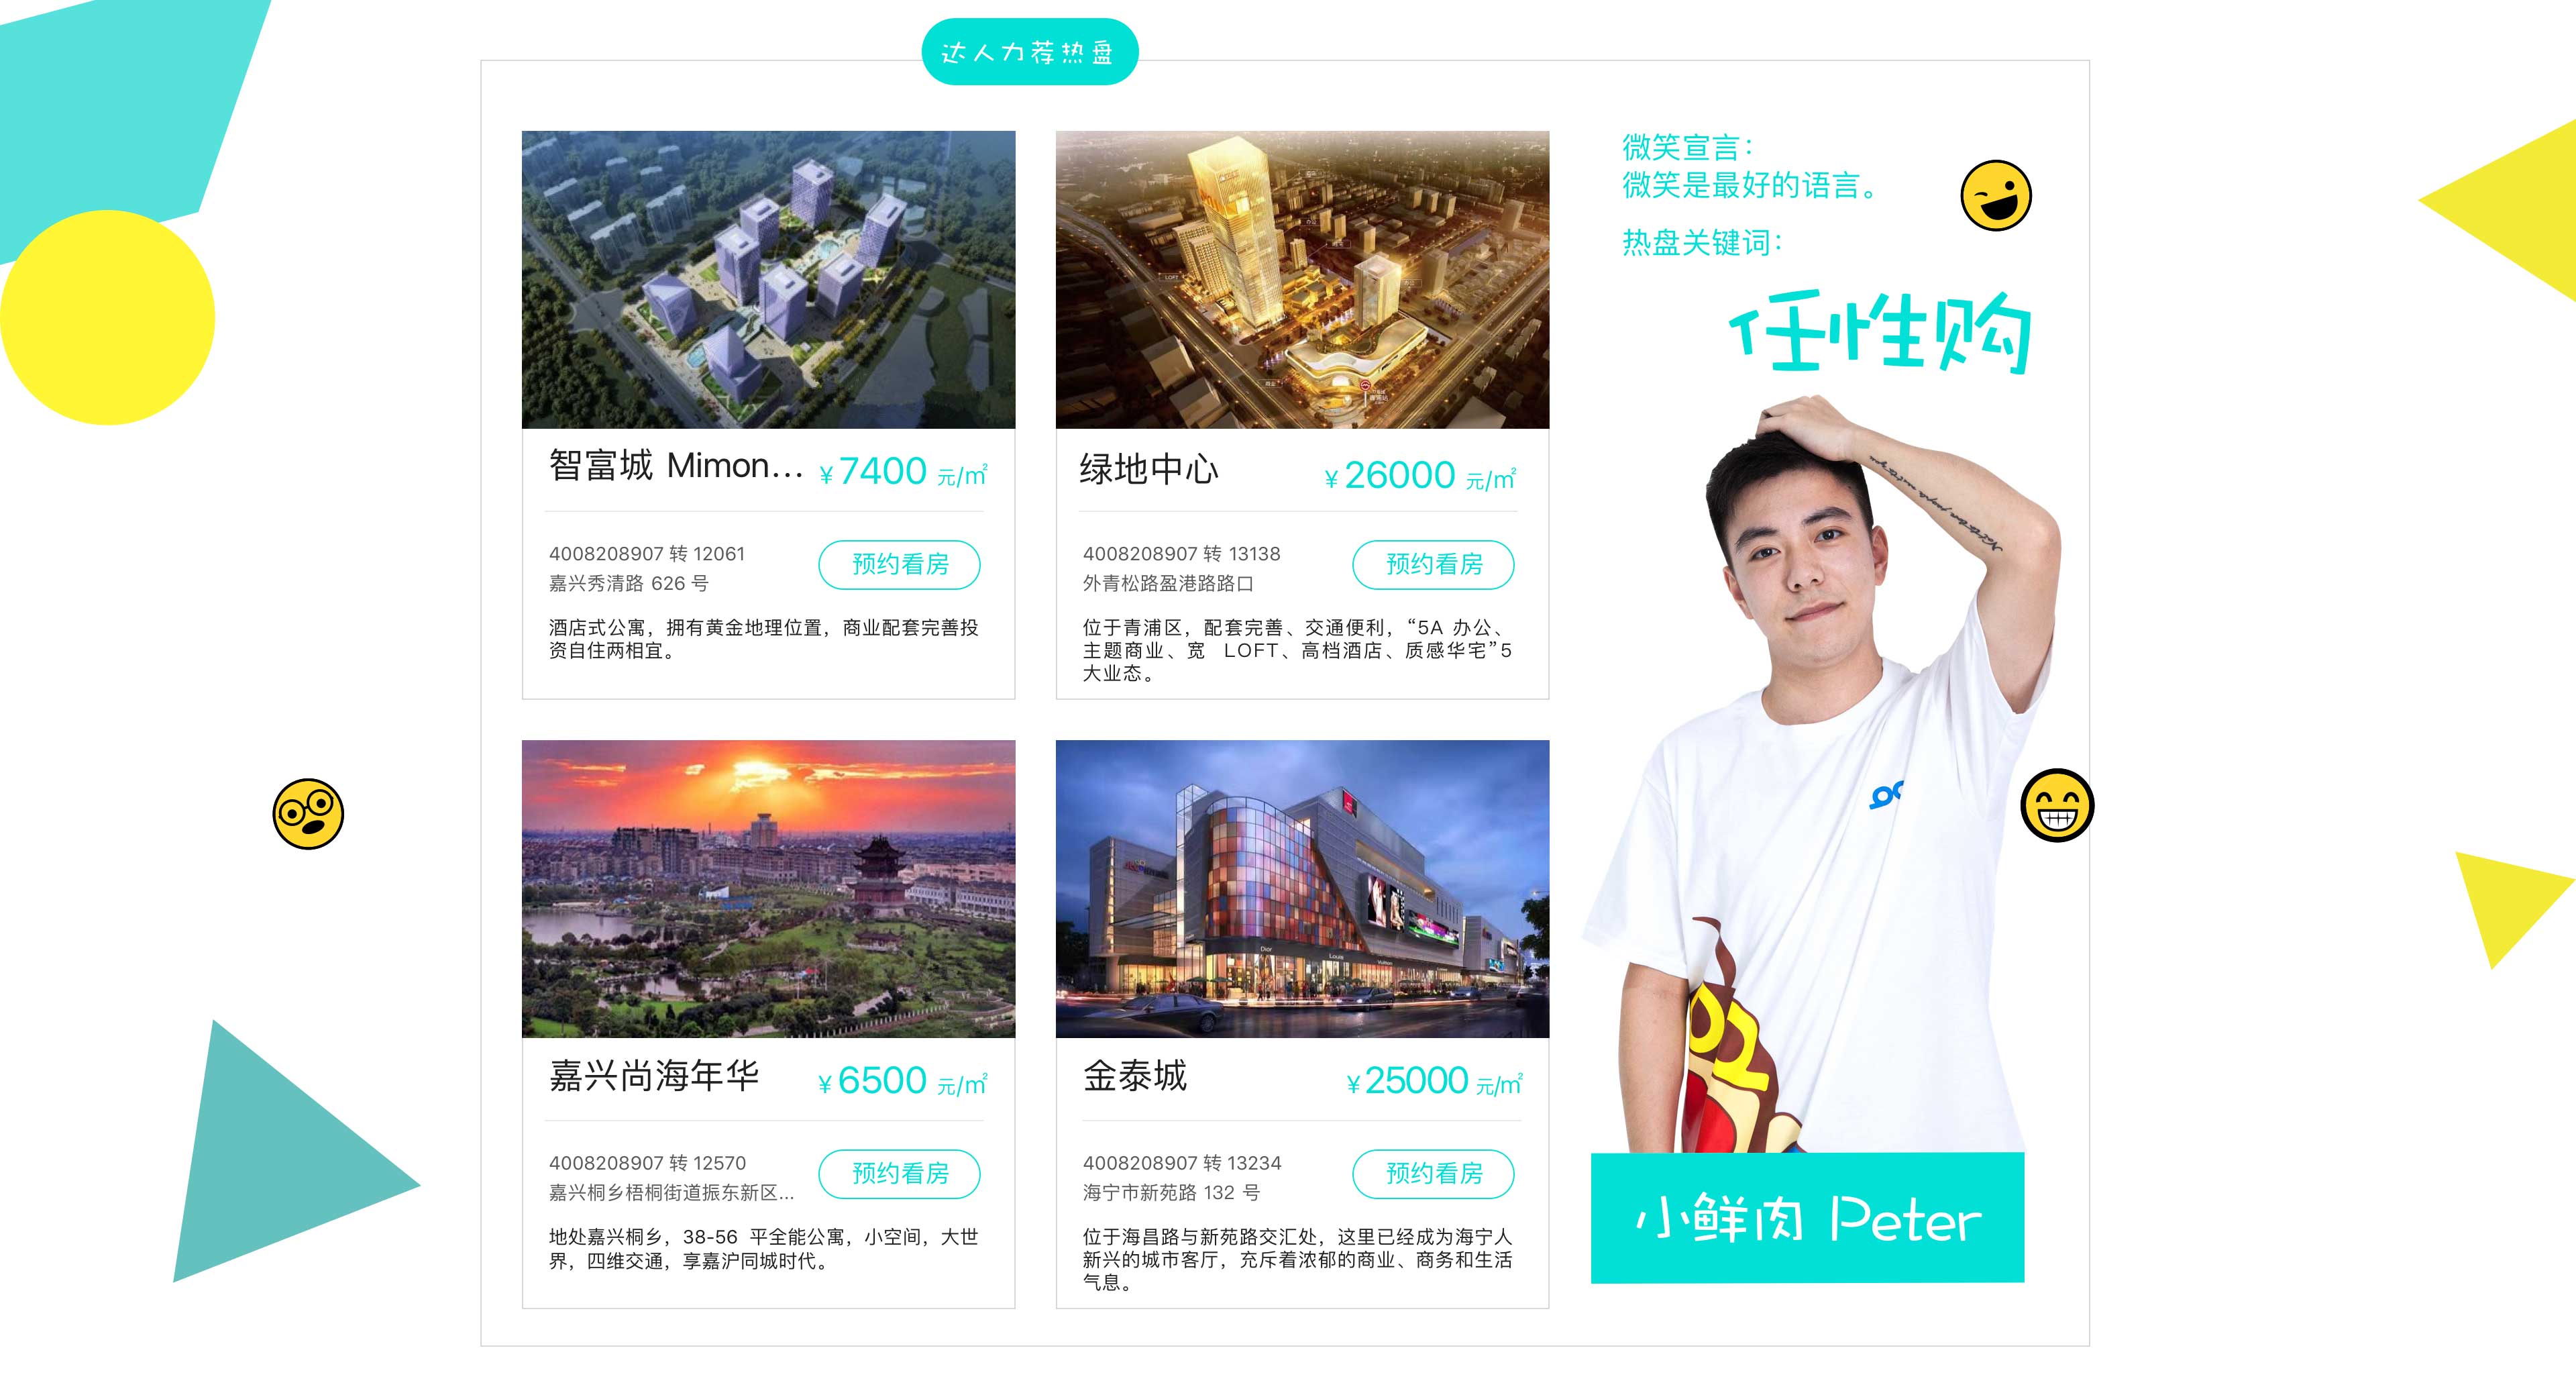 达人力荐热盘
智富城 Mimon...
¥7400 元/㎡
4008208907 转 12061
嘉兴秀清路 626 号
预约看房
酒店式公寓，拥有黄金地理位置，商业配套完善投
资自住两相宜。
绿地中心
¥26000 元/㎡
4008208907 转 13138
外青松路盈港路路口
预约看房
位于青浦区，配套完善、交通便利，“5A 办公、
主题商业、宽 LOFT、高档酒店、质感华宅”5
大业态。
嘉兴尚海年华
¥6500 元/㎡
4008208907 转 12570
嘉兴桐乡梧桐街道振东新区...
预约看房
地处嘉兴桐乡，38-56 平全能公寓，小空间，大世
界，四维交通，享嘉沪同城时代。
Dior
Louis
Vuitton
金泰城
¥25000 元/㎡
4008208907 转 13234
海宁市新苑路 132 号
预约看房
位于海昌路与新苑路交汇处，这里已经成为海宁人
新兴的城市客厅，充斥着浓郁的商业、商务和生活
气息。
微笑宣言：
微笑是最好的语言。
热盘关键词：
任性购
小鲜肉 Peter